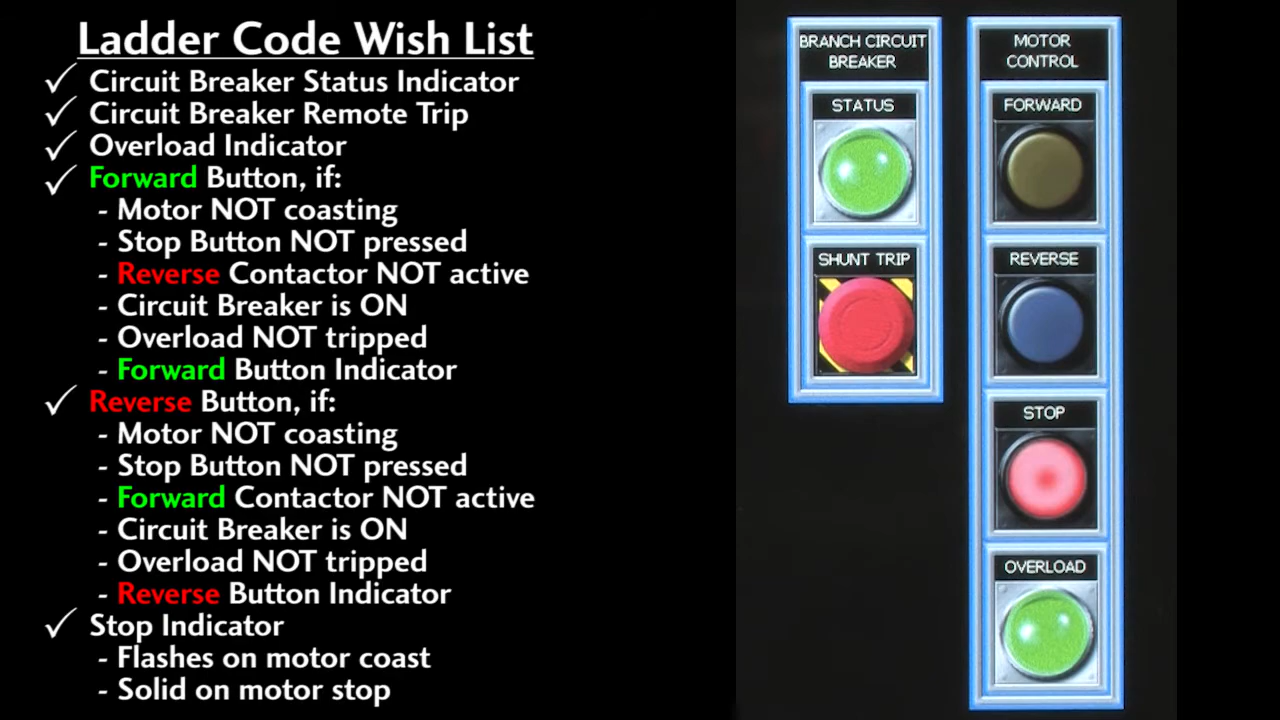 Ladder Code Wish List
✓ Circuit Breaker Status Indicator
✓ Circuit Breaker Remote Trip
✓ Overload Indicator
✓ Forward Button, if:
- Motor NOT coasting
- Stop Button NOT pressed
- Reverse Contactor NOT active
- Circuit Breaker is ON
- Overload NOT tripped
- Forward Button Indicator
✓ Reverse Button, if:
- Motor NOT coasting
- Stop Button NOT pressed
- Forward Contactor NOT active
- Circuit Breaker is ON
- Overload NOT tripped
- Reverse Button Indicator
✓ Stop Indicator
- Flashes on motor coast
- Solid on motor stop
BRANCH CIRCUIT
BREAKER
STATUS
SHUNT TRIP
MOTOR
CONTROL
FORWARD
REVERSE
STOP
OVERLOAD